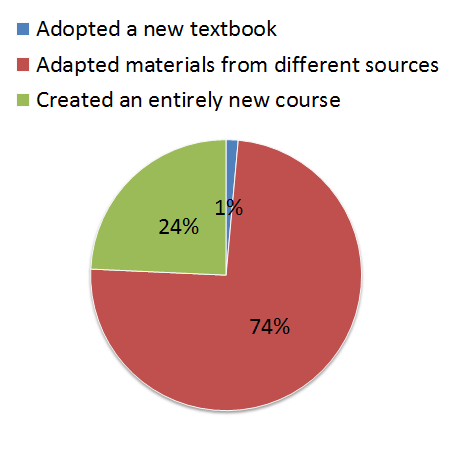 Adopted a new textbook
Adapted materials from different sources
Created an entirely new course
1%
24%
74%